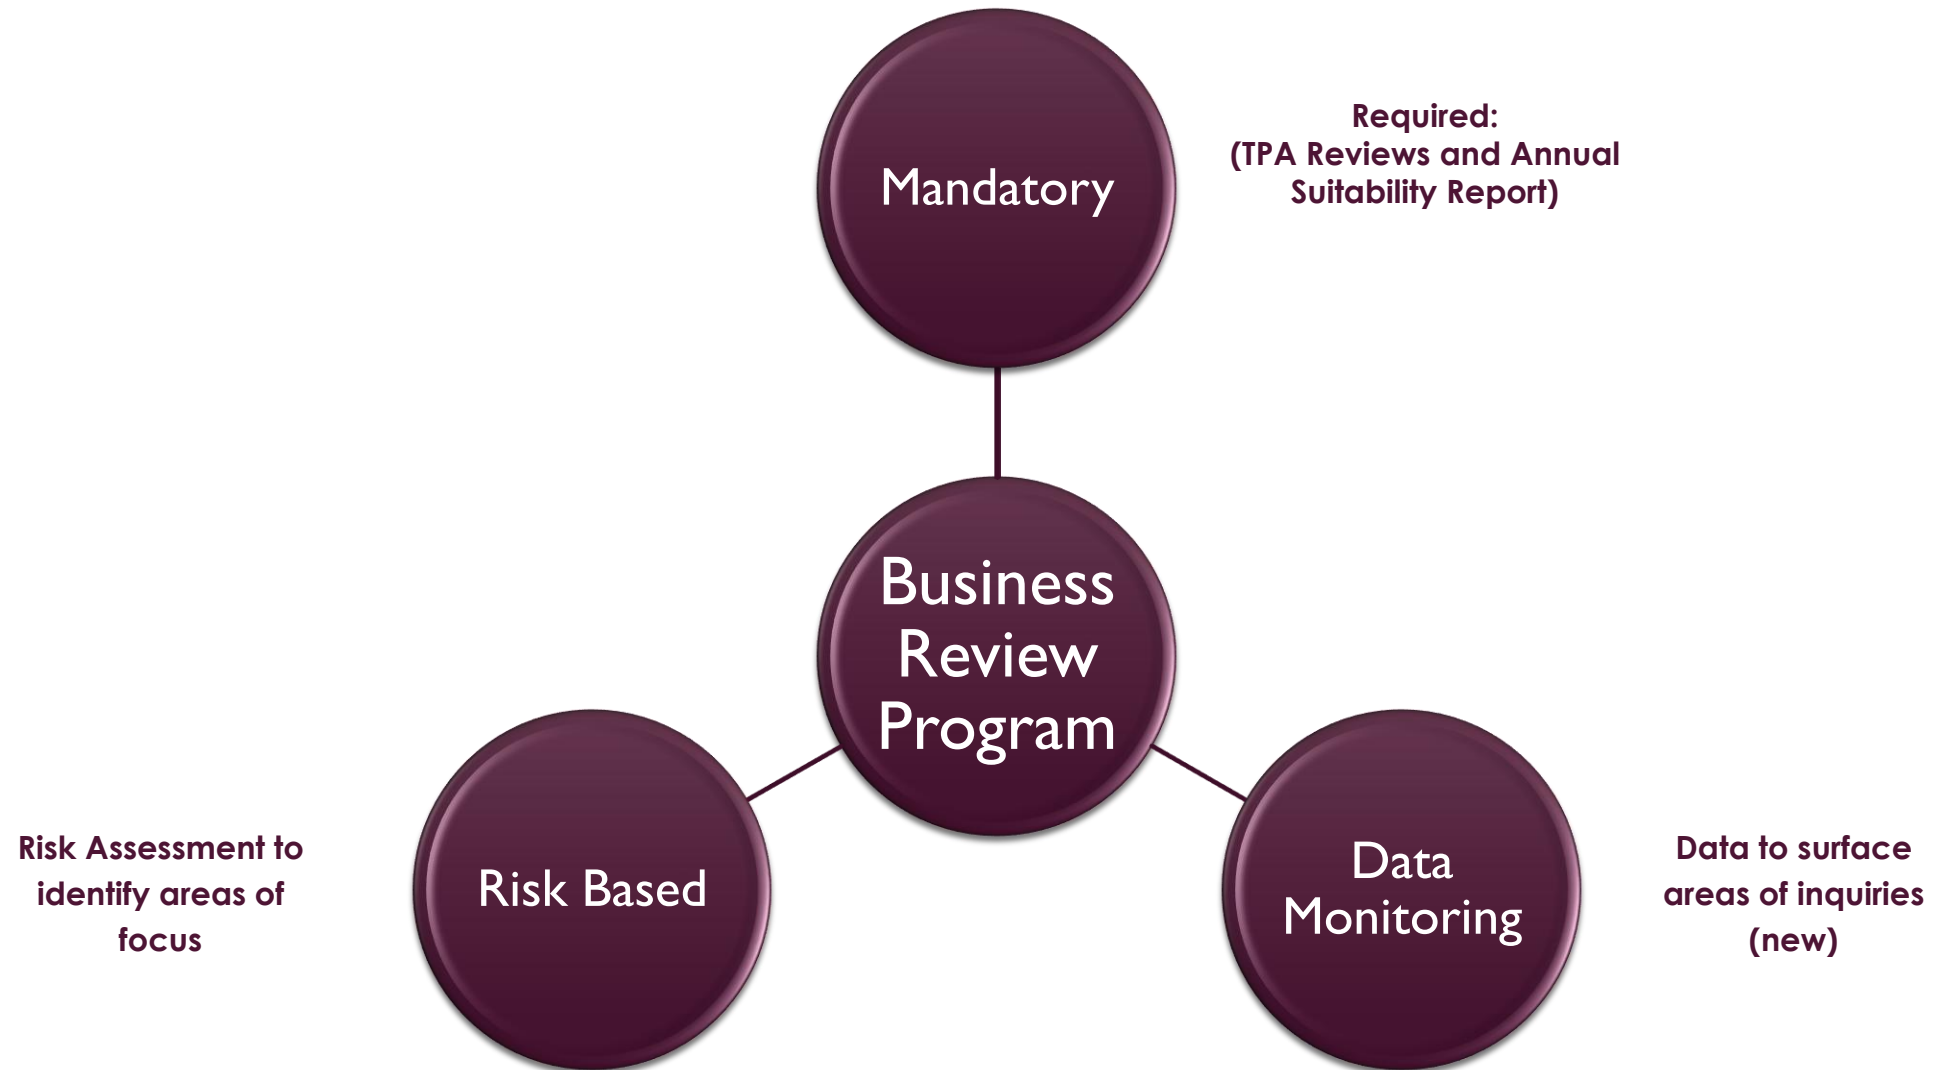 Mandatory
Required:
(TPA Reviews and Annual
Suitability Report)
Business
Review
Program
Risk Assessment to
identify areas of
focus
Risk Based
Data
Monitoring
Data to surface
areas of inquiries
(new)